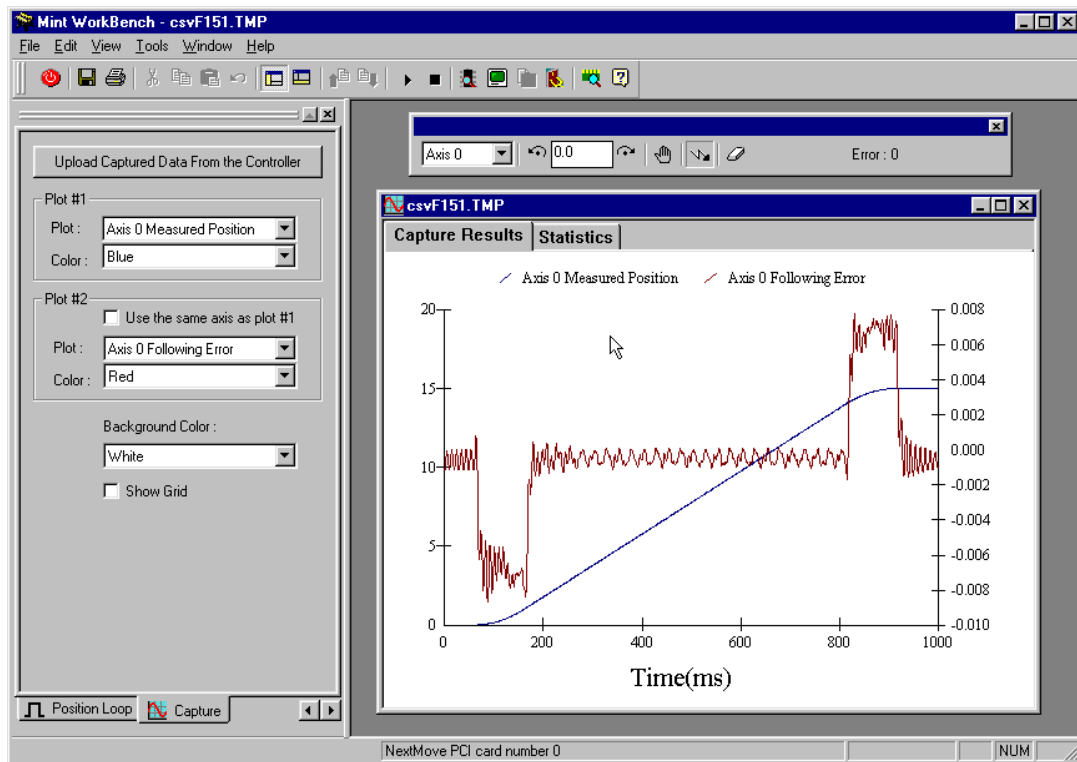 Mint WorkBench - csvF151.TMP
File Edit View Tools Window Help
Upload Captured Data From the Controller
Plot #1
Plot : Axis 0 Measured Position
Color : Blue
Plot #2
Use the same axis as plot #1
Plot : Axis 0 Following Error
Color : Red
Background Color :
White
Show Grid
Position Loop Capture
Axis 0 0.0 Error : 0
csvF151.TMP
Capture Results Statistics
Axis 0 Measured Position Axis 0 Following Error
20 0.008
0.006
15 0.004
0.002
0.000
10 -0.002
-0.004
5 -0.006
-0.008
0 -0.010
0 200 400 600 800 1000
Time(ms)
NextMove PCI card number 0 NUM